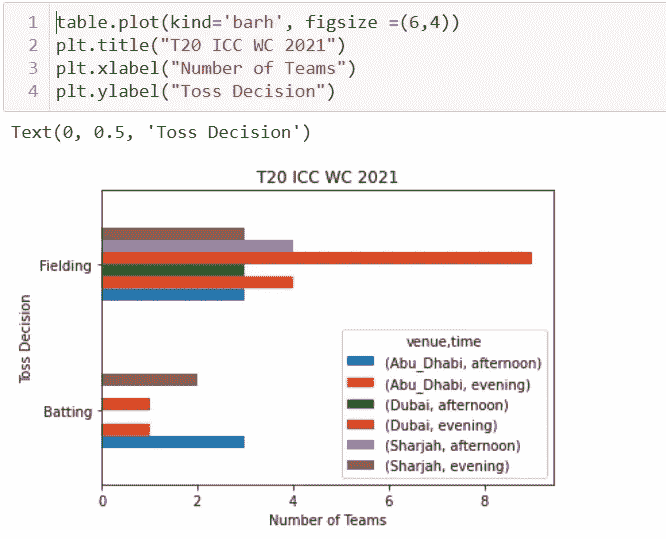 1 table.plot(kind='barh', figsize =(6,4))
2 plt.title("T20 ICC WC 2021")
3 plt.xlabel("Number of Teams")
4 plt.ylabel("Toss Decision")
Text(0, 0.5, 'Toss Decision')
T20 ICC WC 2021
Fielding
Batting
Toss Decision
venue,time
(Abu_Dhabi, afternoon)
(Abu_Dhabi, evening)
(Dubai, afternoon)
(Dubai, evening)
(Sharjah, afternoon)
(Sharjah, evening)
0 2 4 6 8
Number of Teams